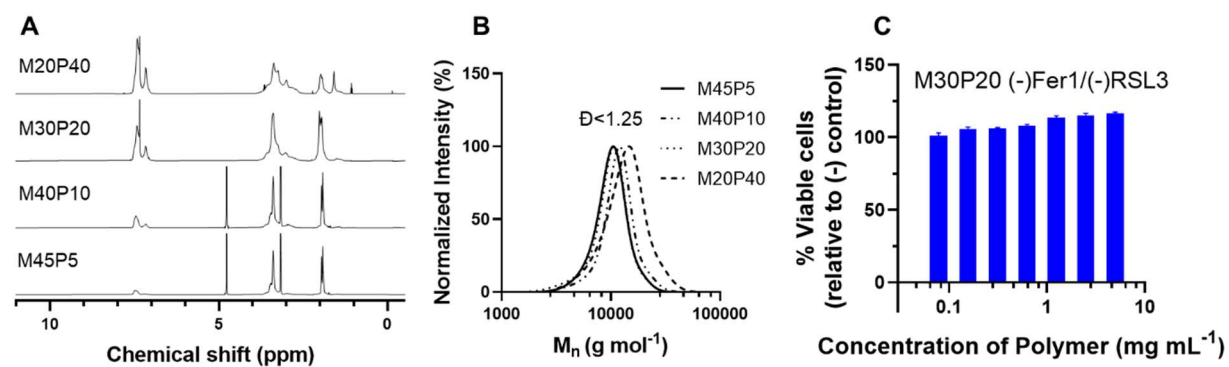 A
M20P40
M30P20
M40P10
M45P5
10
5
0
Chemical shift (ppm)
B
Normalized Intensity (%)
150
100
50
0
Đ<1.25
M45P5
M40P10
M30P20
M20P40
1000
10000
100000
Mn (g mol⁻¹)
C
% Viable cells
(relative to (-) control)
150
100
50
0
M30P20 (-)Fer1/(-)RSL3
0.1
1
10
Concentration of Polymer (mg mL⁻¹)